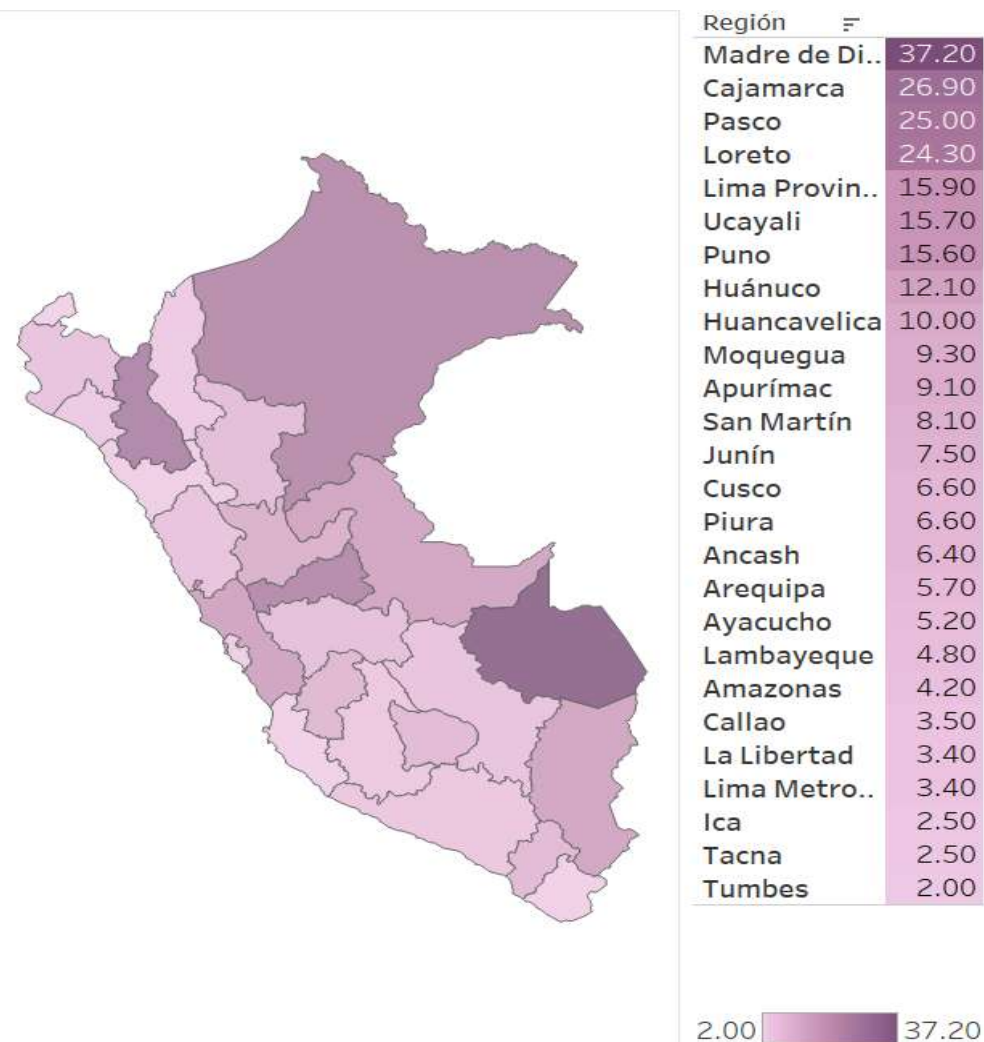 Región
Madre de Di.. 37.20
Cajamarca 26.90
Pasco 25.00
Loreto 24.30
Lima Provin.. 15.90
Ucayali 15.70
Puno 15.60
Huánuco 12.10
Huancavelica 10.00
Moquegua 9.30
Apurímac 9.10
San Martín 8.10
Junín 7.50
Cusco 6.60
Piura 6.60
Ancash 6.40
Arequipa 5.70
Ayacucho 5.20
Lambayeque 4.80
Amazonas 4.20
Callao 3.50
La Libertad 3.40
Lima Metro.. 3.40
Ica 2.50
Tacna 2.50
Tumbes 2.00
2.00 37.20